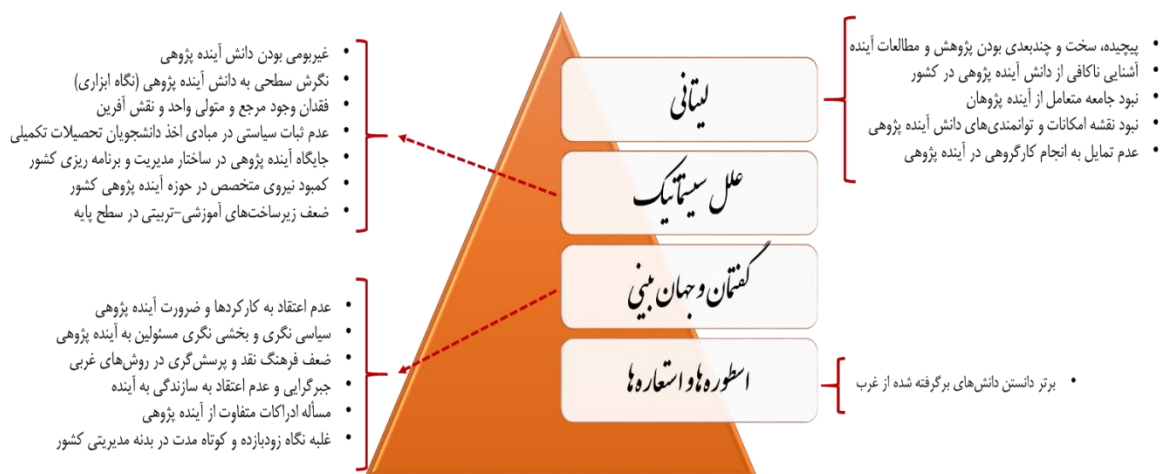 لیتانی
• پیچیده، سخت و چندبعدی بودن پژوهش و مطالعات آینده
• آشنایی ناکافی از دانش آینده پژوهی در کشور
• نبود جامعه متعامل از آینده پژوهان
• نبود نقشه امکانات و توانمندی‌های دانش آینده پژوهی
• عدم تمایل به انجام کارگروهی در آینده پژوهی
علل سیستماتیک
• غیربومی بودن دانش آینده پژوهی
• نگرش سطحی به دانش آینده پژوهی (نگاه ابزاری)
• فقدان وجود مرجع و متولی واحد و نقش آفرین
• عدم ثبات سیاستی در مبادی اخذ دانشجویان تحصیلات تکمیلی
• جایگاه آینده پژوهی در ساختار مدیریت و برنامه ریزی کشور
• کمبود نیروی متخصص در حوزه آینده پژوهی کشور
• ضعف زیرساخت‌های آموزشی-تربیتی در سطح پایه
گفتمان و جهان بینی
• عدم اعتقاد به کارکردها و ضرورت آینده پژوهی
• سیاسی نگری و بخشی نگری مسئولین به آینده پژوهی
• ضعف فرهنگ نقد و پرسش‌گری در روش‌های غربی
• جبرگرایی و عدم اعتقاد به سازندگی به آینده
• مسأله ادراکات متفاوت از آینده پژوهی
• غلبه نگاه زودبازده و کوتاه مدت در بدنه مدیریتی کشور
اسطوره ها و استعاره ها
• برتر دانستن دانش‌های برگرفته شده از غرب